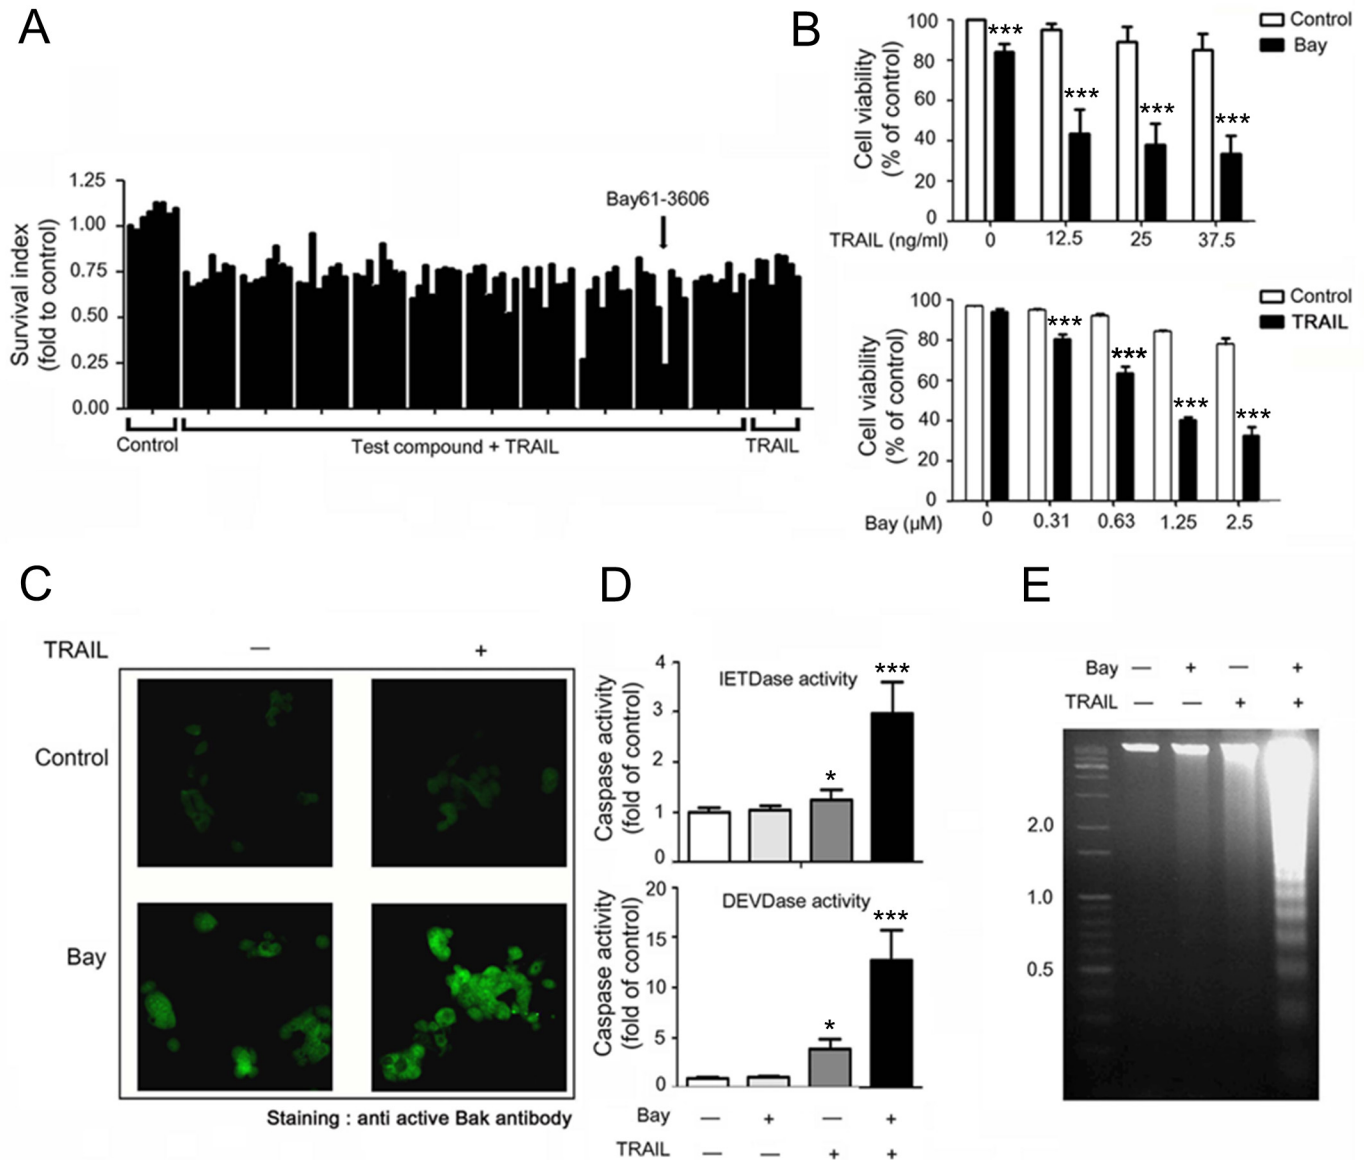 A
Survival index
(fold to control)
1.25
1.00
0.75
0.50
0.25
0.00
Bay61-3606
Control
Test compound + TRAIL
TRAIL
B
Cell viability
(% of control)
100
80
60
40
20
0
Control
Bay
***
***
***
***
TRAIL (ng/ml)
0 12.5 25 37.5
Cell viability
(% of control)
100
80
60
40
20
0
Control
TRAIL
***
***
***
***
Bay (µM)
0 0.31 0.63 1.25 2.5
C
TRAIL — +
Control
Bay
Staining : anti active Bak antibody
D
Caspase activity
(fold of control)
4
3
2
1
0
IETDase activity
*
***
Caspase activity
(fold of control)
20
15
10
5
0
DEVDase activity
*
***
Bay — + — +
TRAIL — — + +
E
Bay — + — +
TRAIL — — + +
2.0
1.0
0.5